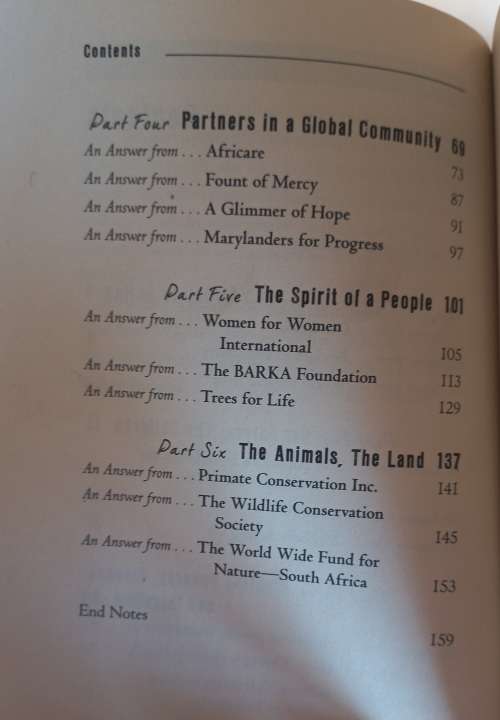 Contents
Part Four Partners in a Global Community 69
An Answer from . . . Africare 73
An Answer from . . . Fount of Mercy 87
An Answer from . . . A Glimmer of Hope 91
An Answer from . . . Marylanders for Progress 97
Part Five The Spirit of a People 101
An Answer from . . . Women for Women
International 105
An Answer from . . . The BARKA Foundation 113
An Answer from . . . Trees for Life 129
Part Six The Animals, The Land 137
An Answer from . . . Primate Conservation Inc. 141
An Answer from . . . The Wildlife Conservation
Society 145
An Answer from . . . The World Wide Fund for
Nature—South Africa 153
End Notes 159